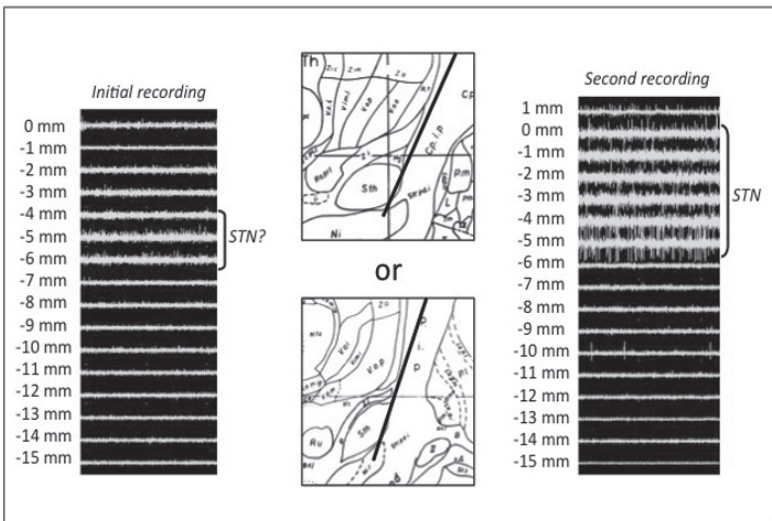 Initial recording
0 mm
-1 mm
-2 mm
-3 mm
-4 mm
-5 mm
-6 mm
-7 mm
-8 mm
-9 mm
-10 mm
-11 mm
-12 mm
-13 mm
-14 mm
-15 mm
STN?
Th
Z.c
Z.o
V.o.p
Cp.i.p
Z.i
Sth
Ni
or
Z.o
V.o.p
Sth
Ru
Second recording
1 mm
0 mm
-1 mm
-2 mm
-3 mm
-4 mm
-5 mm
-6 mm
-7 mm
-8 mm
-9 mm
-10 mm
-11 mm
-12 mm
-13 mm
-14 mm
-15 mm
STN